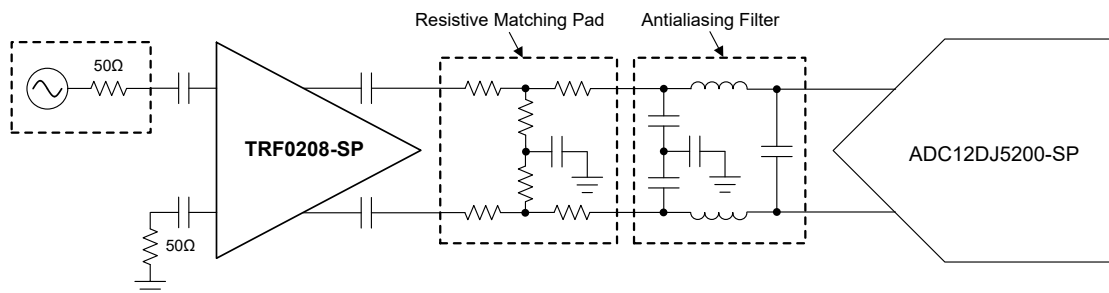 Resistive Matching Pad
Antialiasing Filter
50Ω
TRF0208-SP
ADC12DJ5200-SP
50Ω